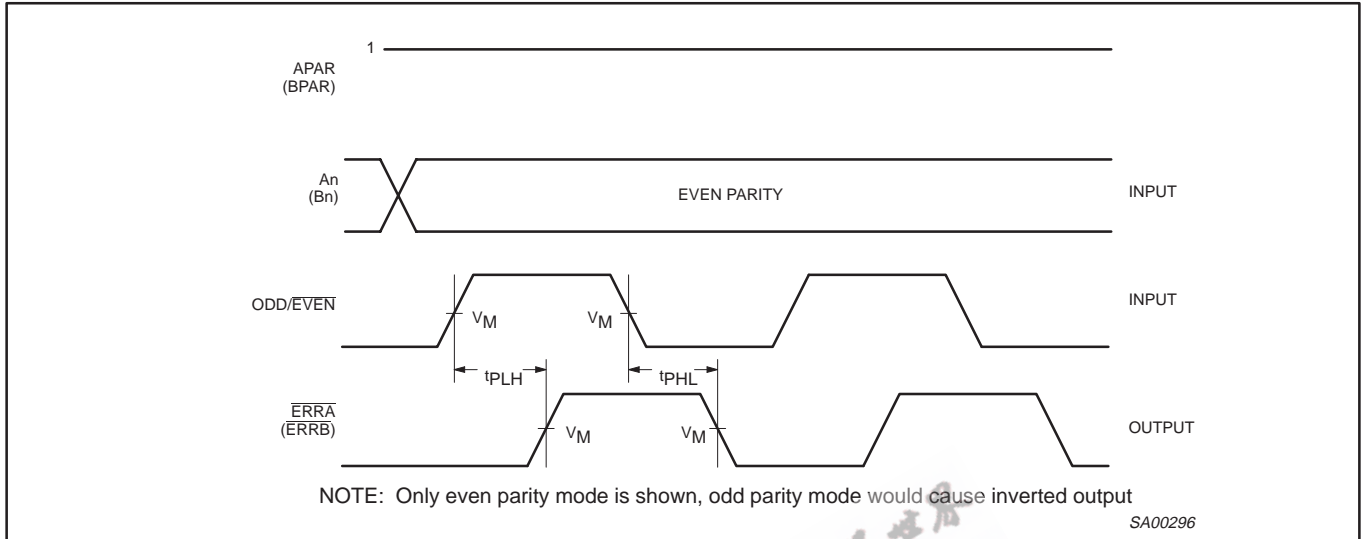 1
APAR
(BPAR)
An
(Bn)
EVEN PARITY
INPUT
ODD/EVEN
VM
VM
INPUT
tPLH
tPHL
ERRA
(ERRB)
VM
VM
OUTPUT
NOTE: Only even parity mode is shown, odd parity mode would cause inverted output
SA00296